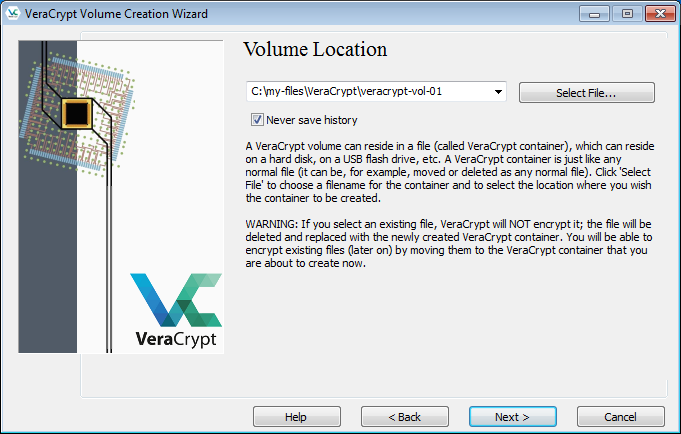 VeraCrypt Volume Creation Wizard
Volume Location
C:\my-files\VeraCrypt\veracrypt-vol-01
Select File...
Never save history
A VeraCrypt volume can reside in a file (called VeraCrypt container), which can reside
on a hard disk, on a USB flash drive, etc. A VeraCrypt container is just like any
normal file (it can be, for example, moved or deleted as any normal file). Click 'Select
File' to choose a filename for the container and to select the location where you wish
the container to be created.
WARNING: If you select an existing file, VeraCrypt will NOT encrypt it; the file will be
deleted and replaced with the newly created VeraCrypt container. You will be able to
encrypt existing files (later on) by moving them to the VeraCrypt container that you
are about to create now.
VeraCrypt
Help
< Back
Next >
Cancel